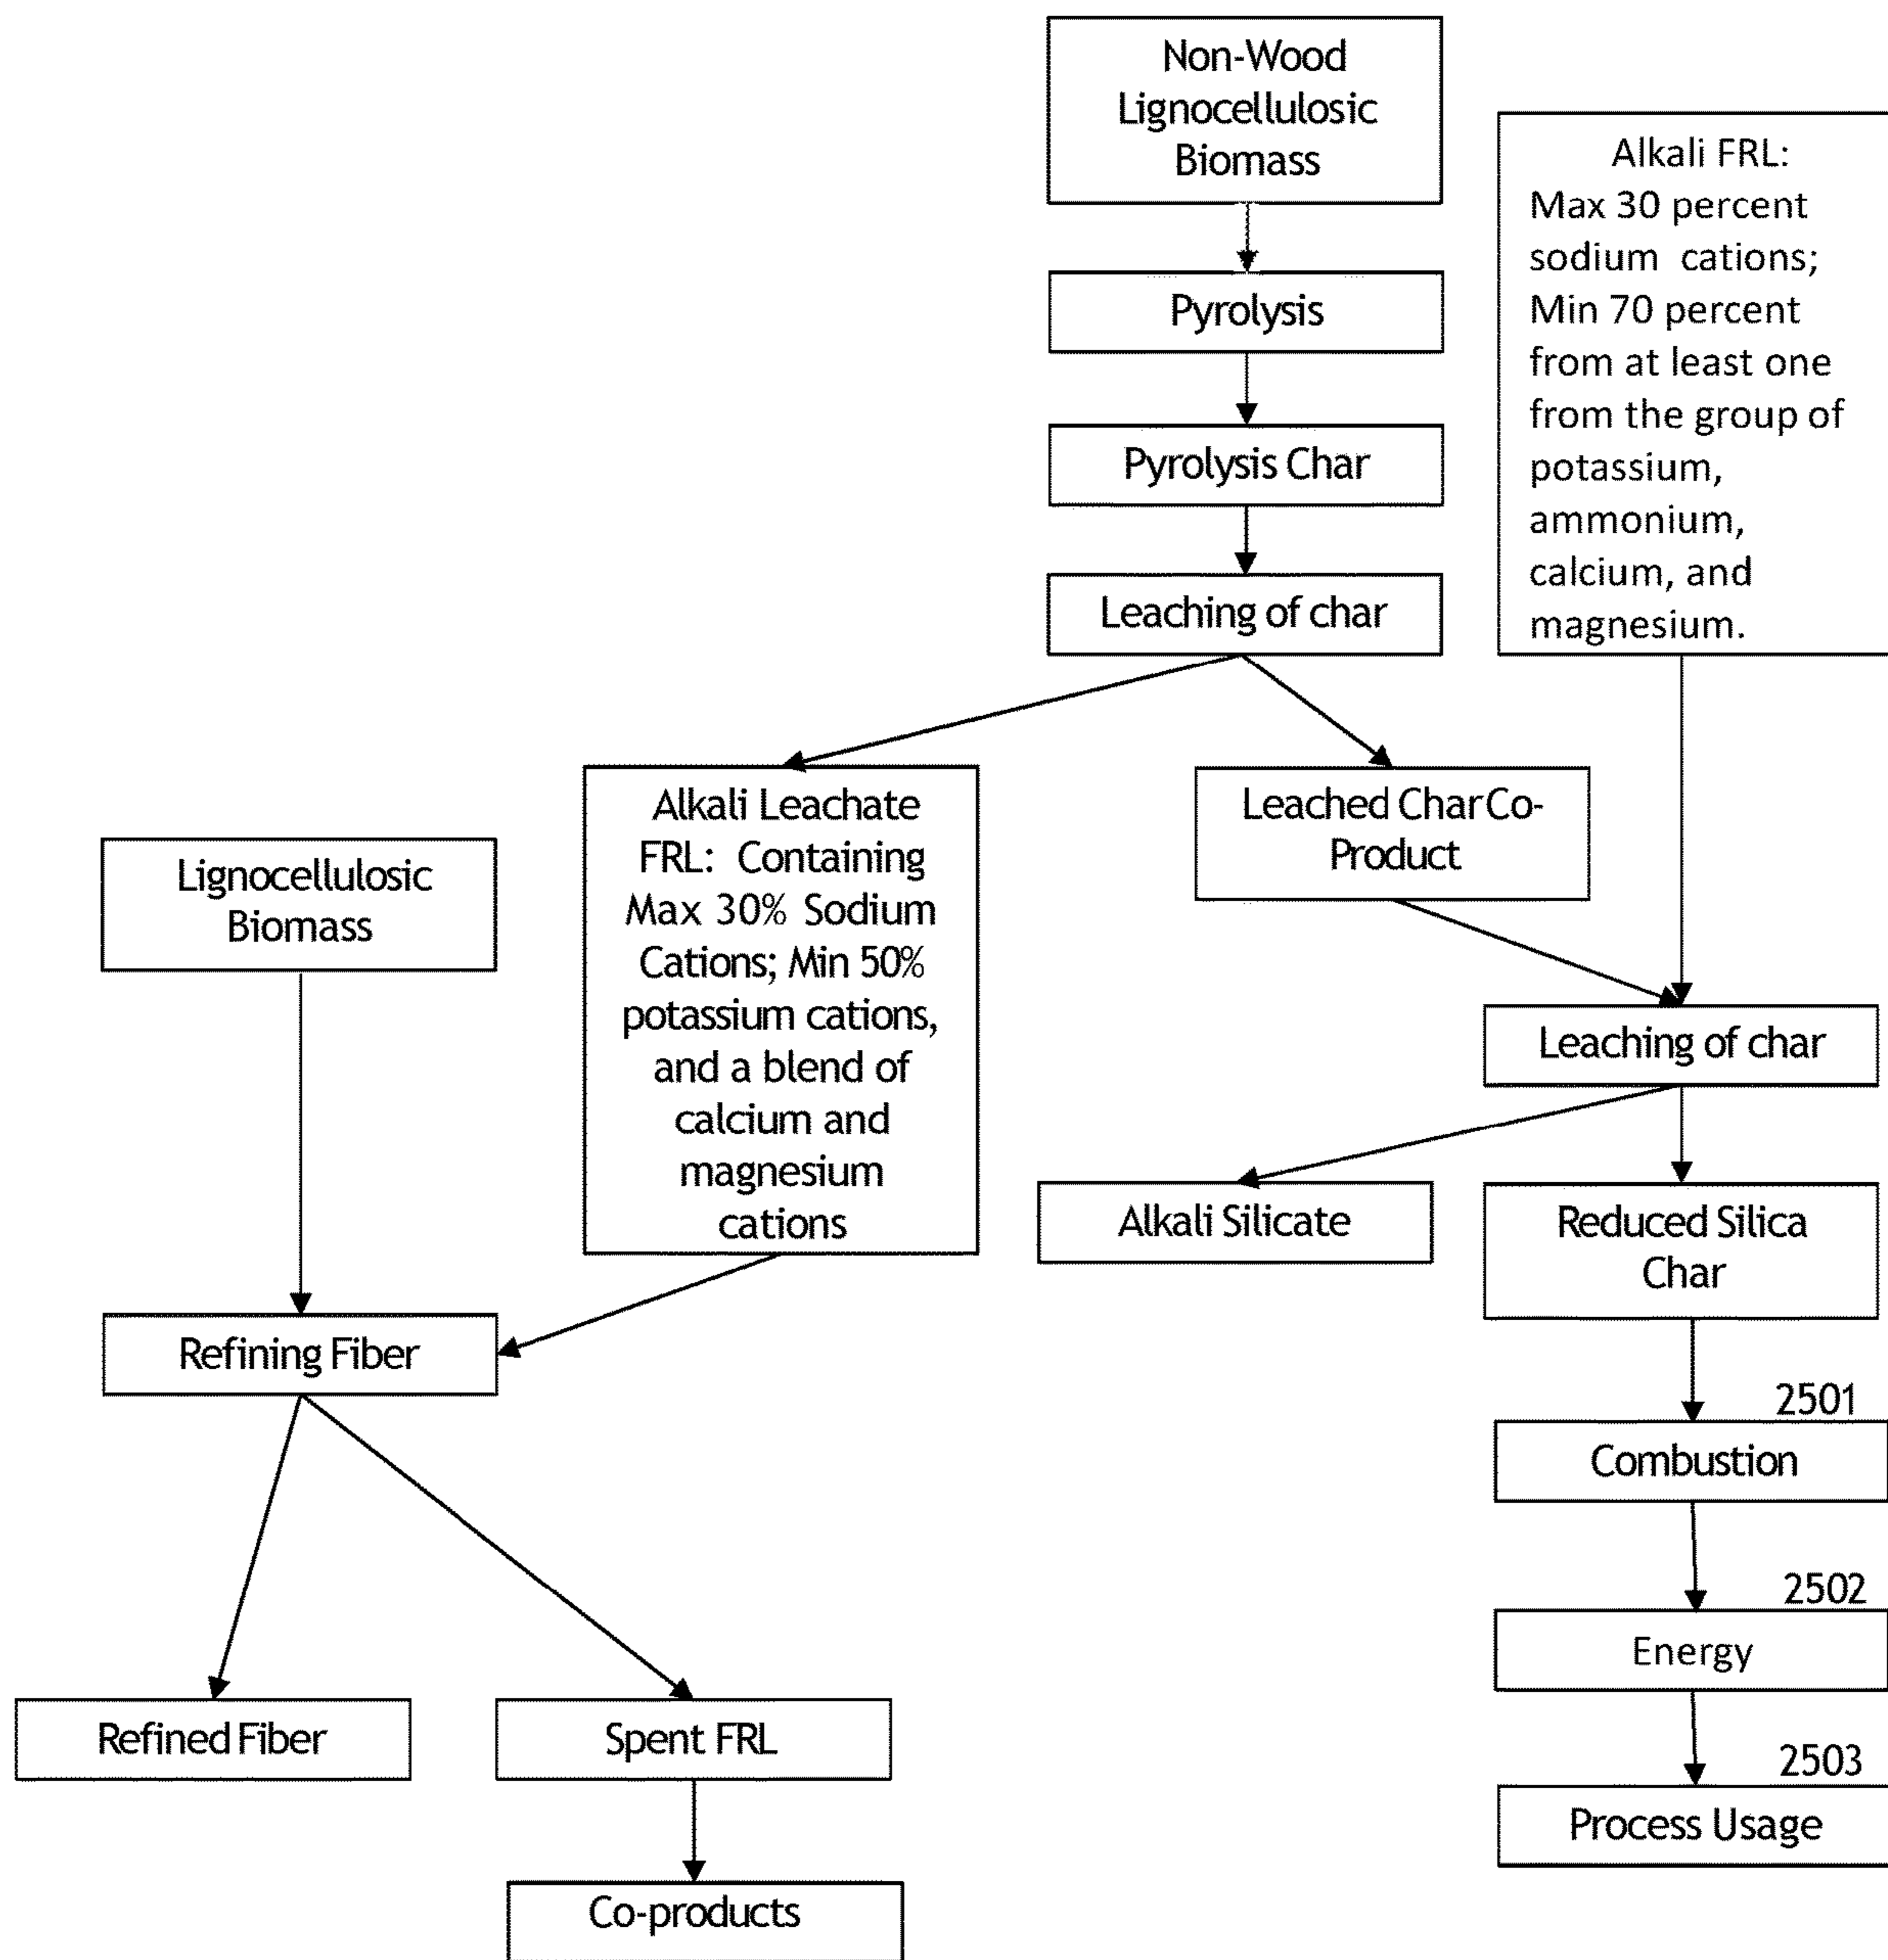 Non-Wood
Lignocellulosic
Biomass
Alkali FRL:
Max 30 percent
sodium cations;
Min 70 percent
from at least one
from the group of
potassium,
ammonium,
calcium, and
magnesium.
Pyrolysis
Pyrolysis Char
Leaching of char
Alkali Leachate
FRL: Containing
Max 30% Sodium
Cations; Min 50%
potassium cations,
and a blend of
calcium and
magnesium
cations
Leached Char Co-
Product
Lignocellulosic
Biomass
Leaching of char
Alkali Silicate
Reduced Silica
Char
Refining Fiber
2501
Combustion
2502
Energy
Refined Fiber
Spent FRL
2503
Process Usage
Co-products